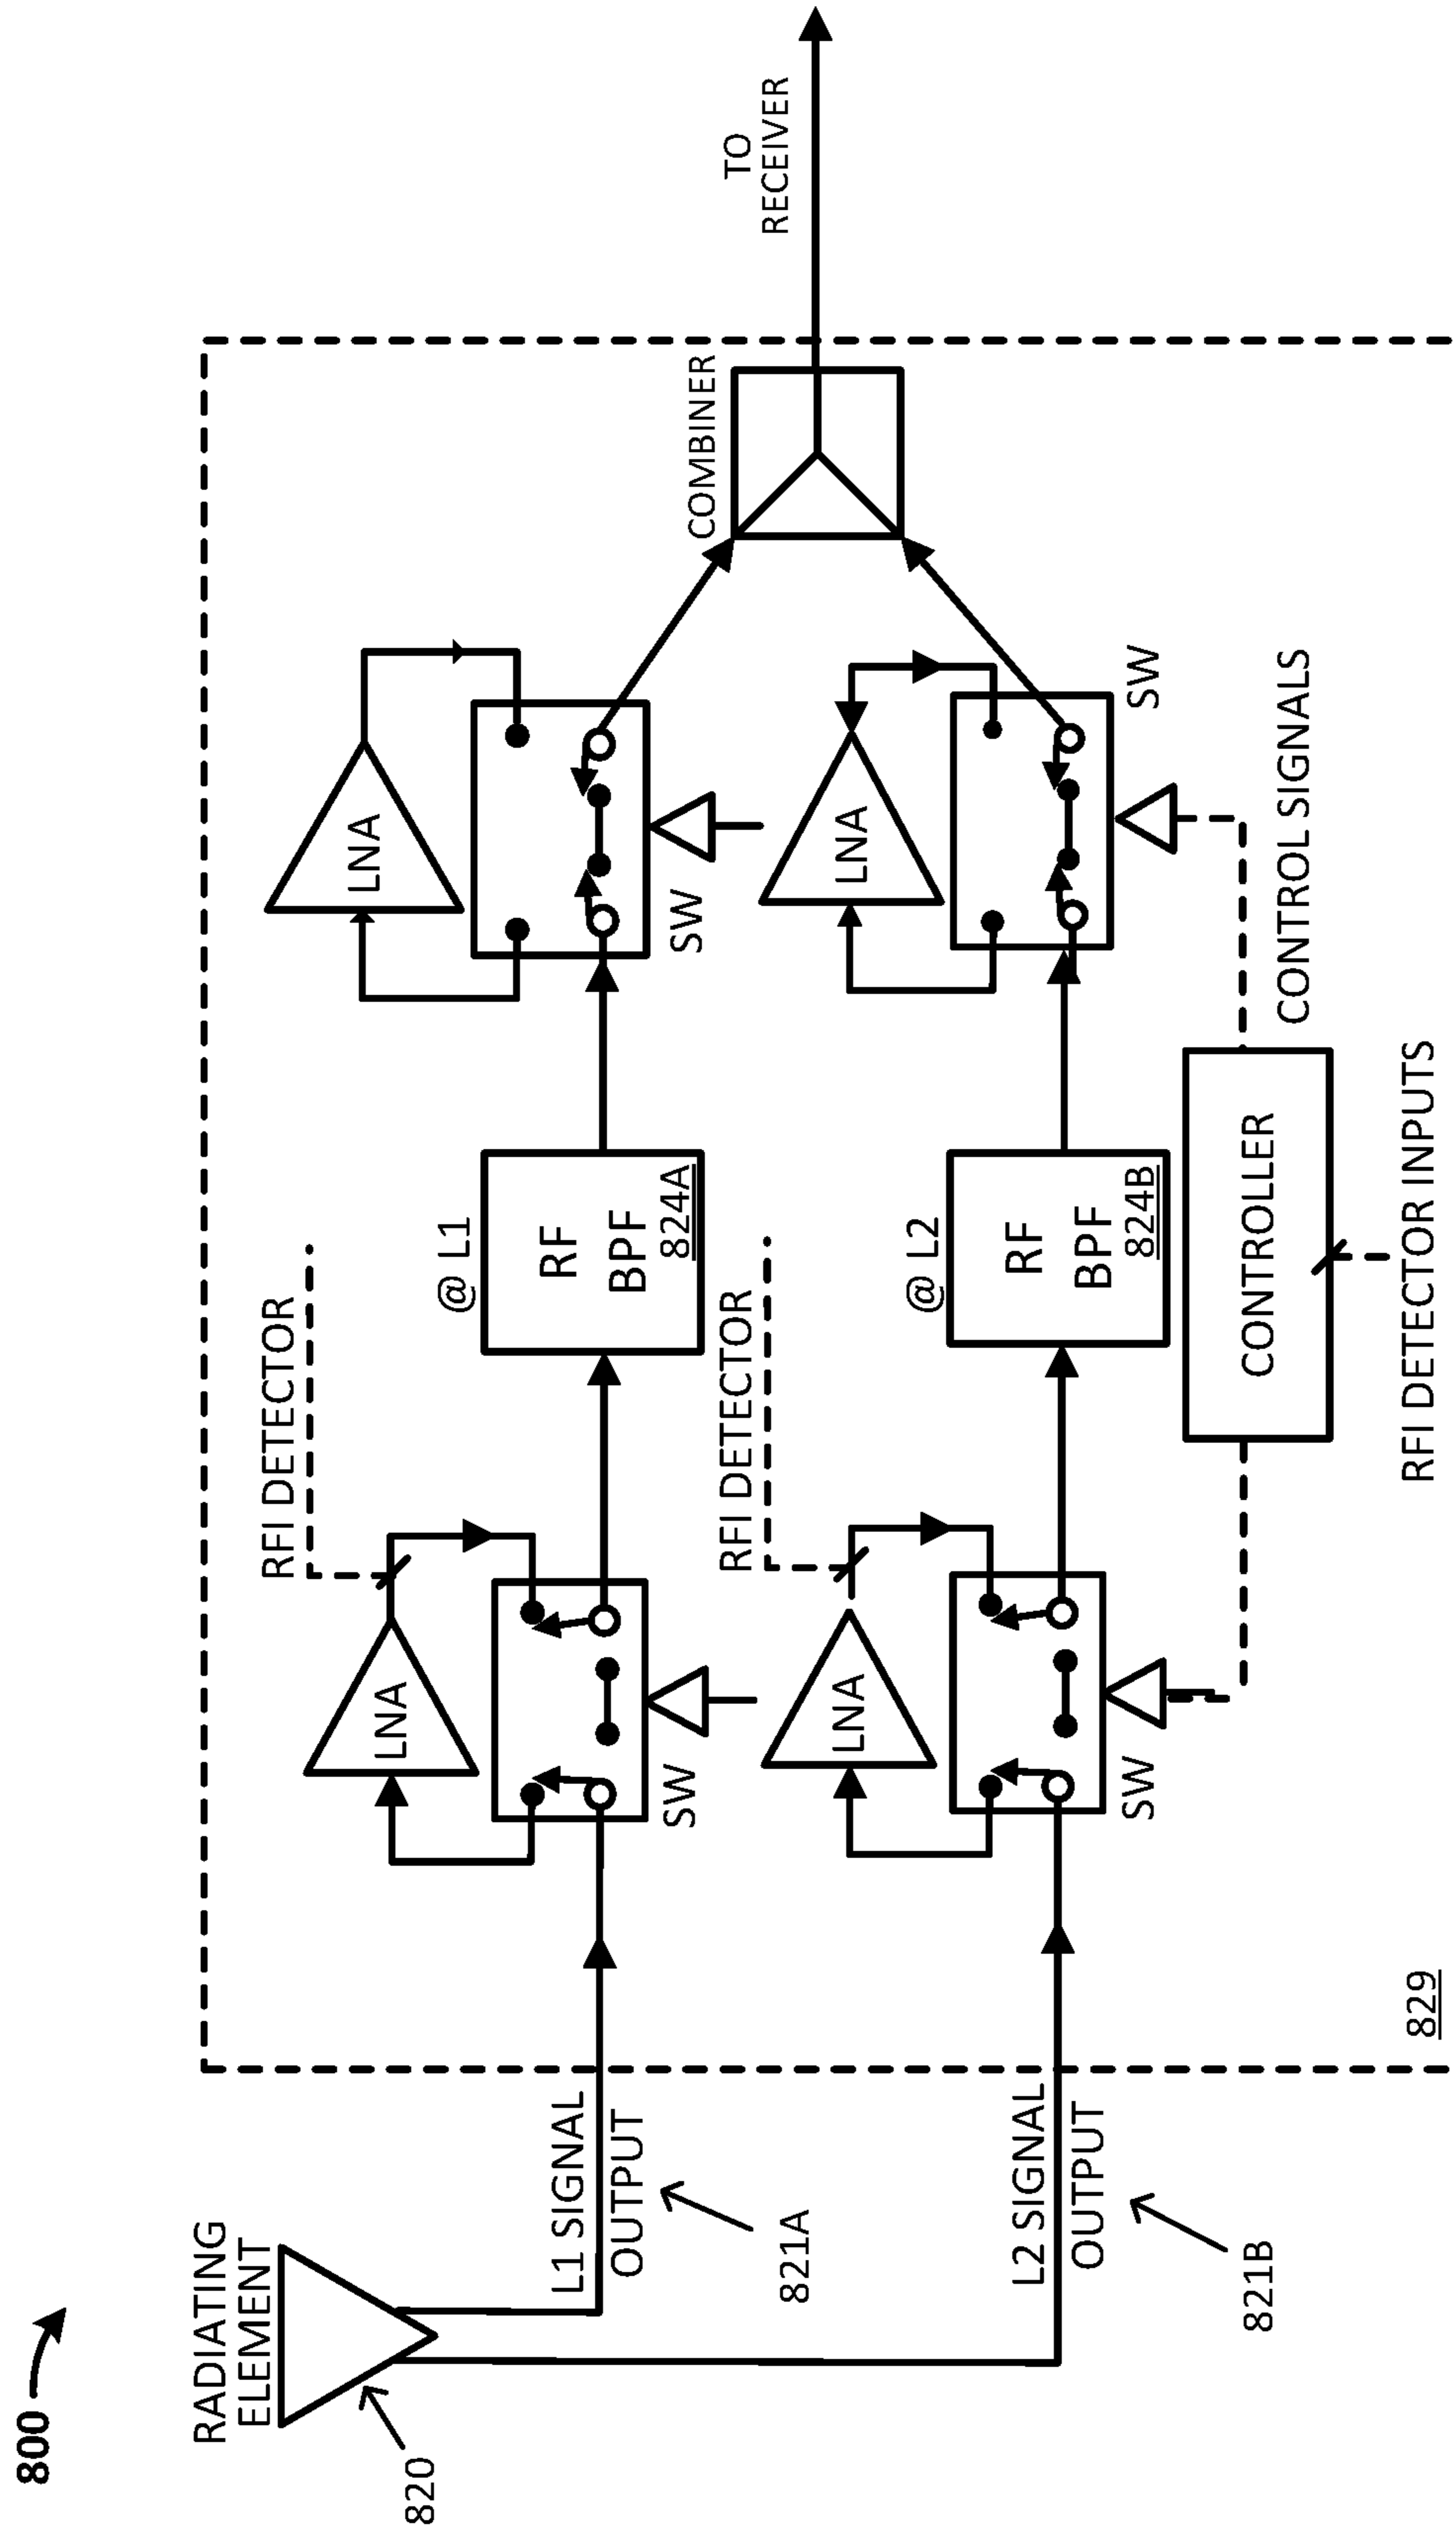 800
RADIATING
ELEMENT
820
L1 SIGNAL
OUTPUT
821A
L2 SIGNAL
OUTPUT
821B
829
LNA
SW
RFI DETECTOR
@ L1
RF
BPF
824A
LNA
SW
LNA
SW
RFI DETECTOR
@ L2
RF
BPF
824B
LNA
SW
CONTROLLER
CONTROL SIGNALS
RFI DETECTOR INPUTS
COMBINER
TO
RECEIVER